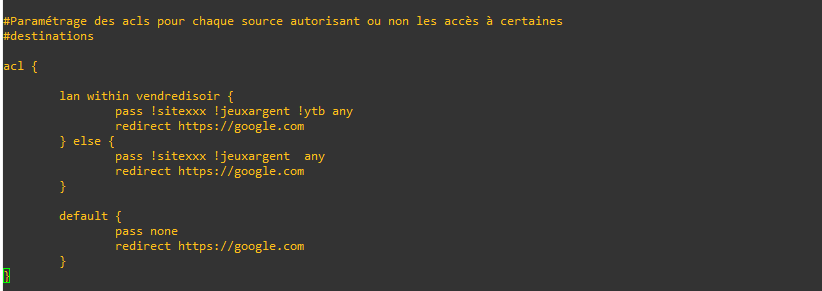 #Paramétrage des acls pour chaque source autorisant ou non les accès à certaines
#destinations
acl {
lan within vendredisoir {
pass !sitexxx !jeuxargent !ytb any
redirect https://google.com
} else {
pass !sitexxx !jeuxargent  any
redirect https://google.com
}
default {
pass none
redirect https://google.com
}
}